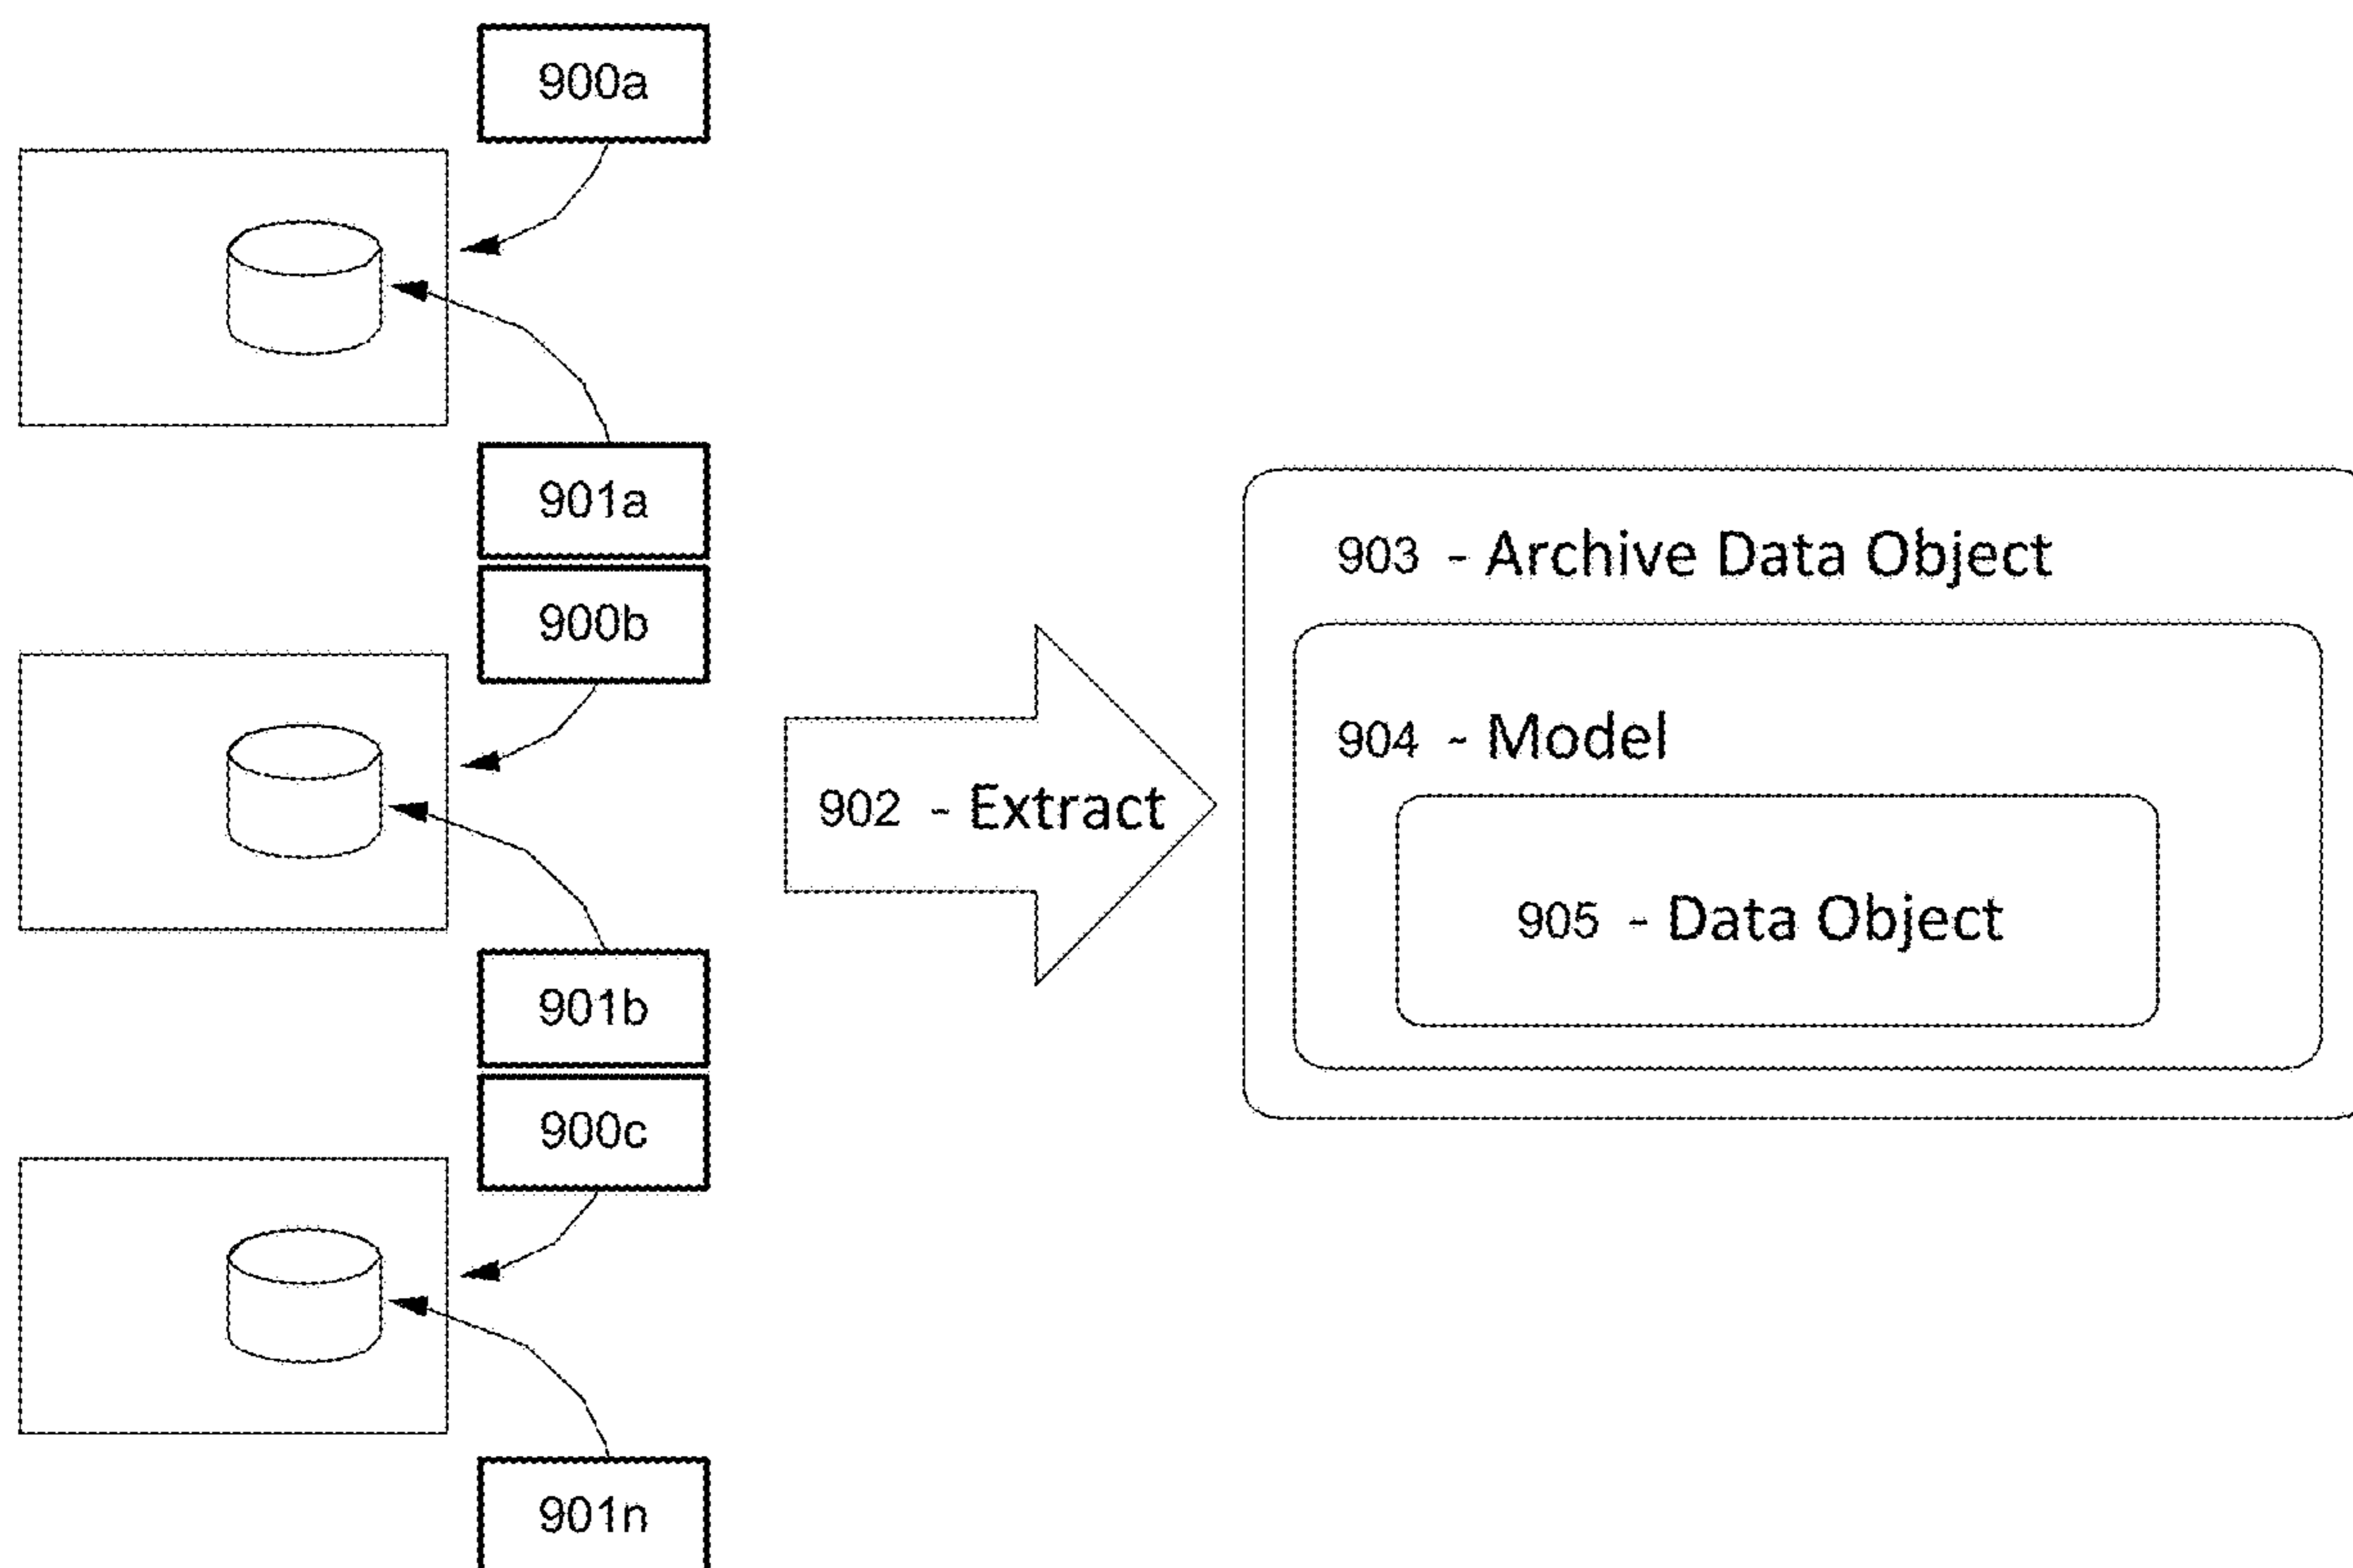 900a
901a
900b
903 - Archive Data Object
904 - Model
902 - Extract
905 - Data Object
901b
900c
901n